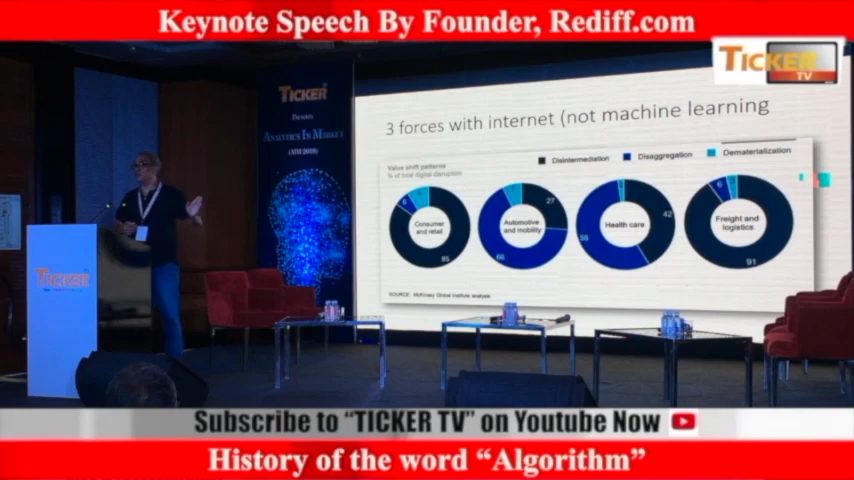 Keynote Speech By Founder, Rediff.com
TICKER
TV
TICKER
PRESENTS
ANALYTICS IN MARKET
3 forces with internet (not machine learning
Value shift patterns
% of total digital disruption
Disintermediation
Disaggregation
Dematerialization
6
Consumer
and retail
85
27
Automotive
and mobility
66
42
Health care
56
6
Freight and
logistics
91
SOURCE: McKinsey Global Institute analysis
TICKER
Subscribe to “TICKER TV” on Youtube Now
History of the word “Algorithm”